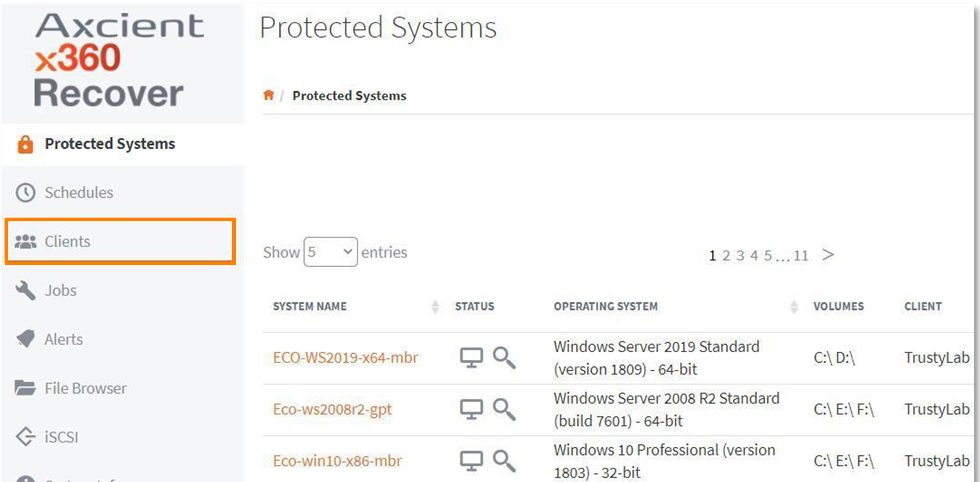 Axcient
x360
Recover
Protected Systems
Schedules
Clients
Jobs
Alerts
File Browser
iSCSI
Protected Systems
/ Protected Systems
Show 5 entries
1 2 3 4 5 ... 11 >
SYSTEM NAME STATUS OPERATING SYSTEM VOLUMES CLIENT
ECO-WS2019-x64-mbr Windows Server 2019 Standard C:\ D:\ TrustyLab
(version 1809) - 64-bit
Eco-ws2008r2-gpt Windows Server 2008 R2 Standard C:\ E:\ F:\ TrustyLab
(build 7601) - 64-bit
Eco-win10-x86-mbr Windows 10 Professional (version C:\ E:\ F:\ TrustyLab
1803) - 32-bit